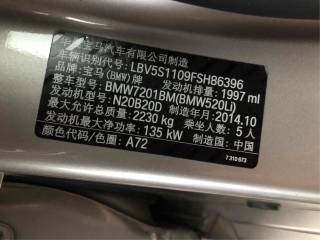 宝马汽车有限公司制造
车辆识别代号: LBV5S1109FSH86396
品牌: 宝马(BMW)牌 发动机排量: 1997 ml
整车型号: BMW7201BM(BMW520Li)
发动机型号: N20B20D 制造年月: 2014.10
最大允许总质量: 2230 kg 乘坐人数: 5人
发动机最大净功率: 135 kW 制造国: 中国
颜色代码/色圈: A72
7 310 673